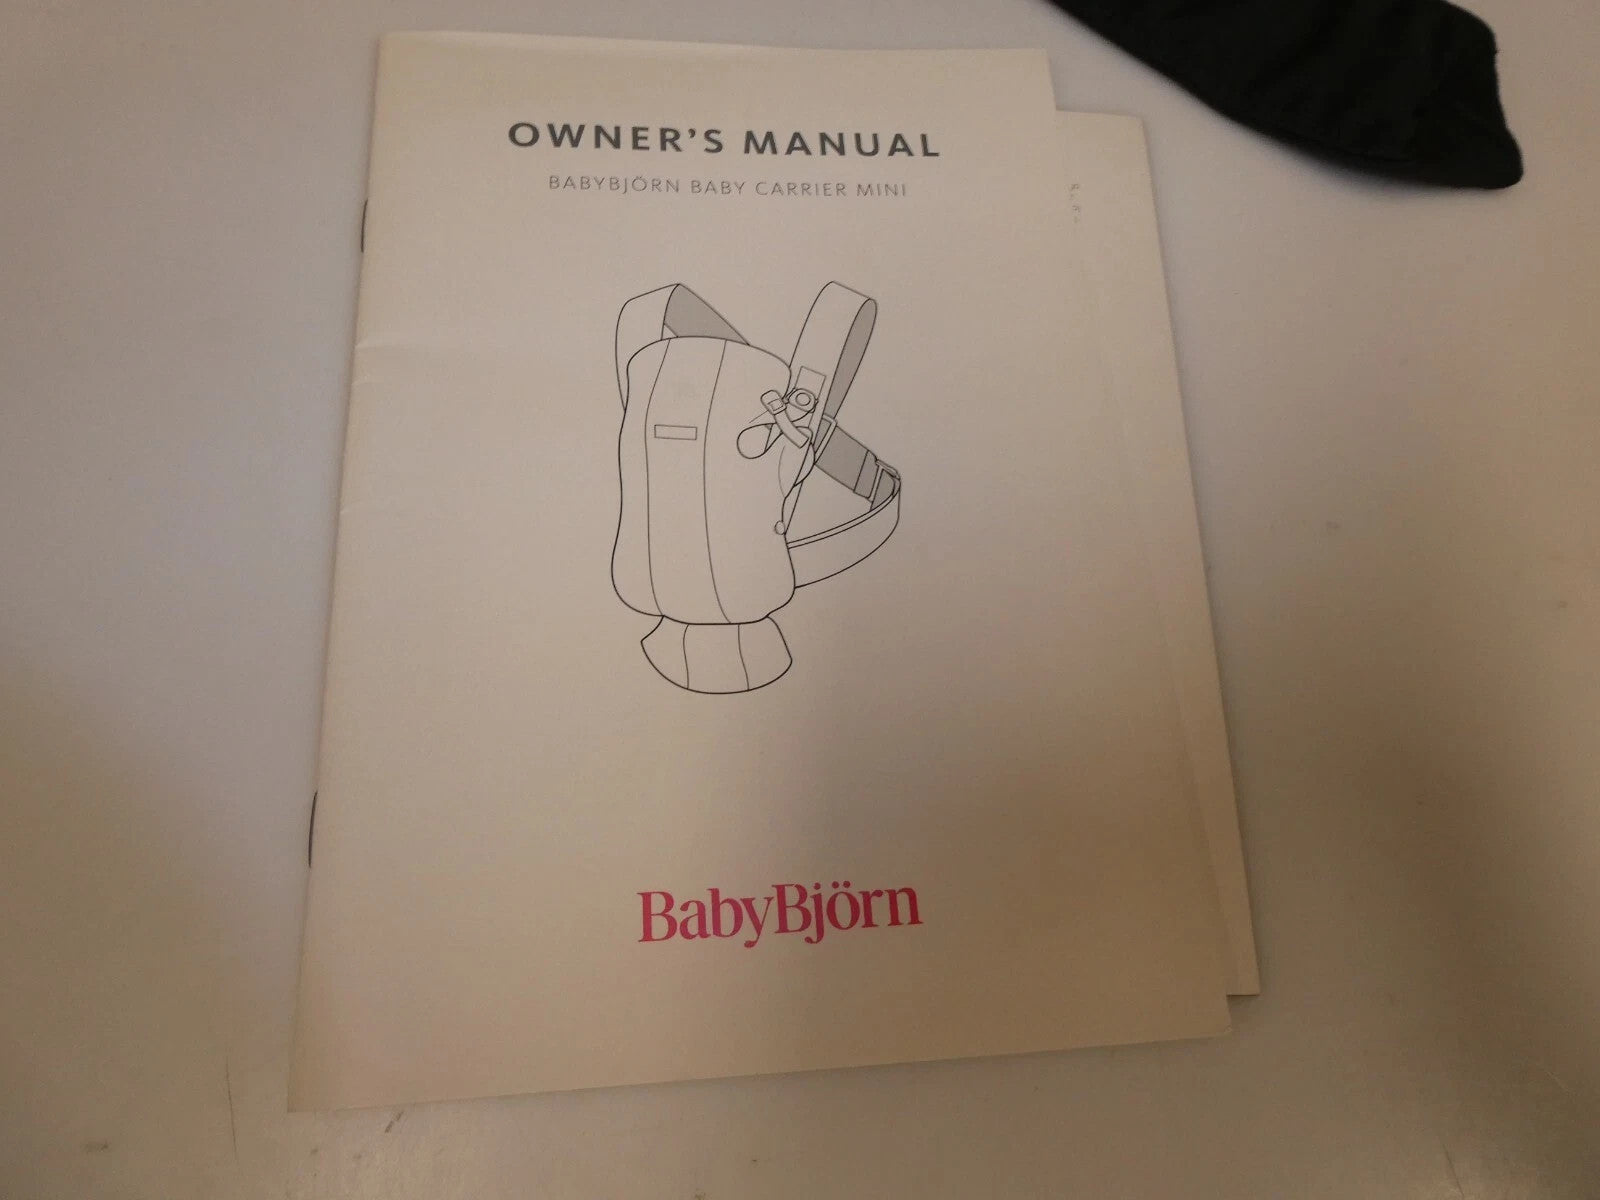 OWNER'S MANUAL
BABYBJÖRN BABY CARRIER MINI
BabyBjörn